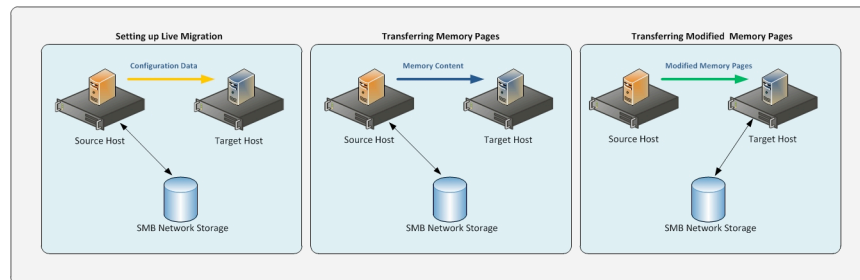 Setting up Live Migration
Configuration Data
Source Host
Target Host
SMB Network Storage
Transferring Memory Pages
Memory Content
Source Host
Target Host
SMB Network Storage
Transferring Modified Memory Pages
Modified Memory Pages
Source Host
Target Host
SMB Network Storage